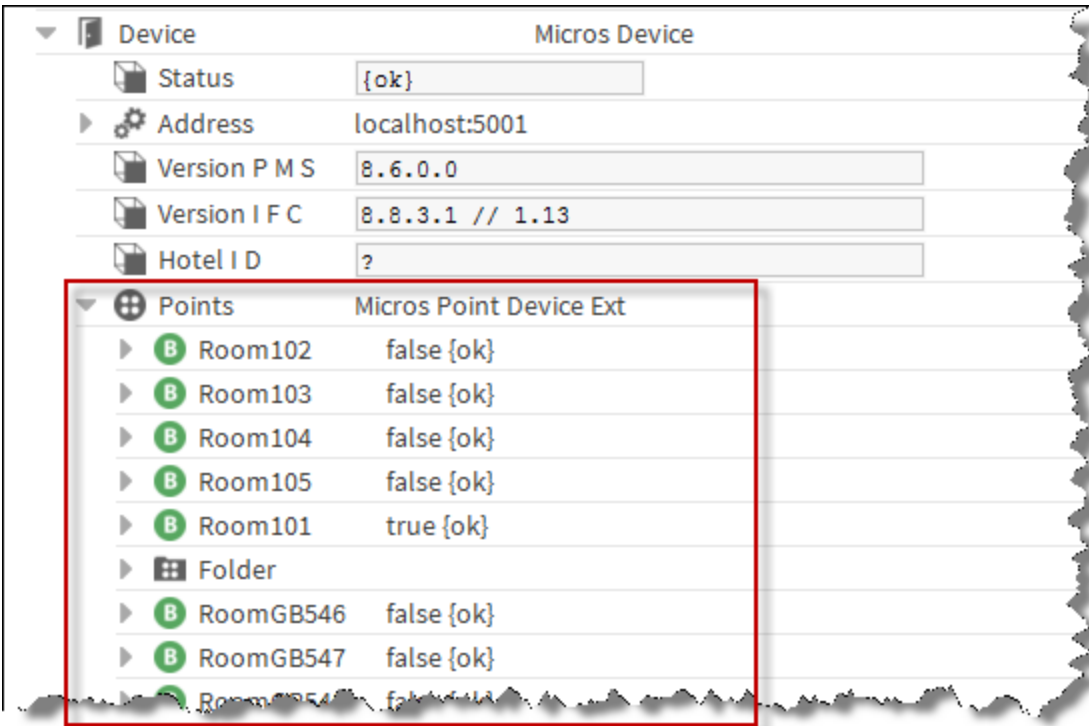 Device Micros Device
Status {ok}
Address localhost:5001
Version P M S 8.6.0.0
Version I F C 8.8.3.1 // 1.13
Hotel I D ?
Points Micros Point Device Ext
B Room102 false {ok}
B Room103 false {ok}
B Room104 false {ok}
B Room105 false {ok}
B Room101 true {ok}
Folder
B RoomGB546 false {ok}
B RoomGB547 false {ok}